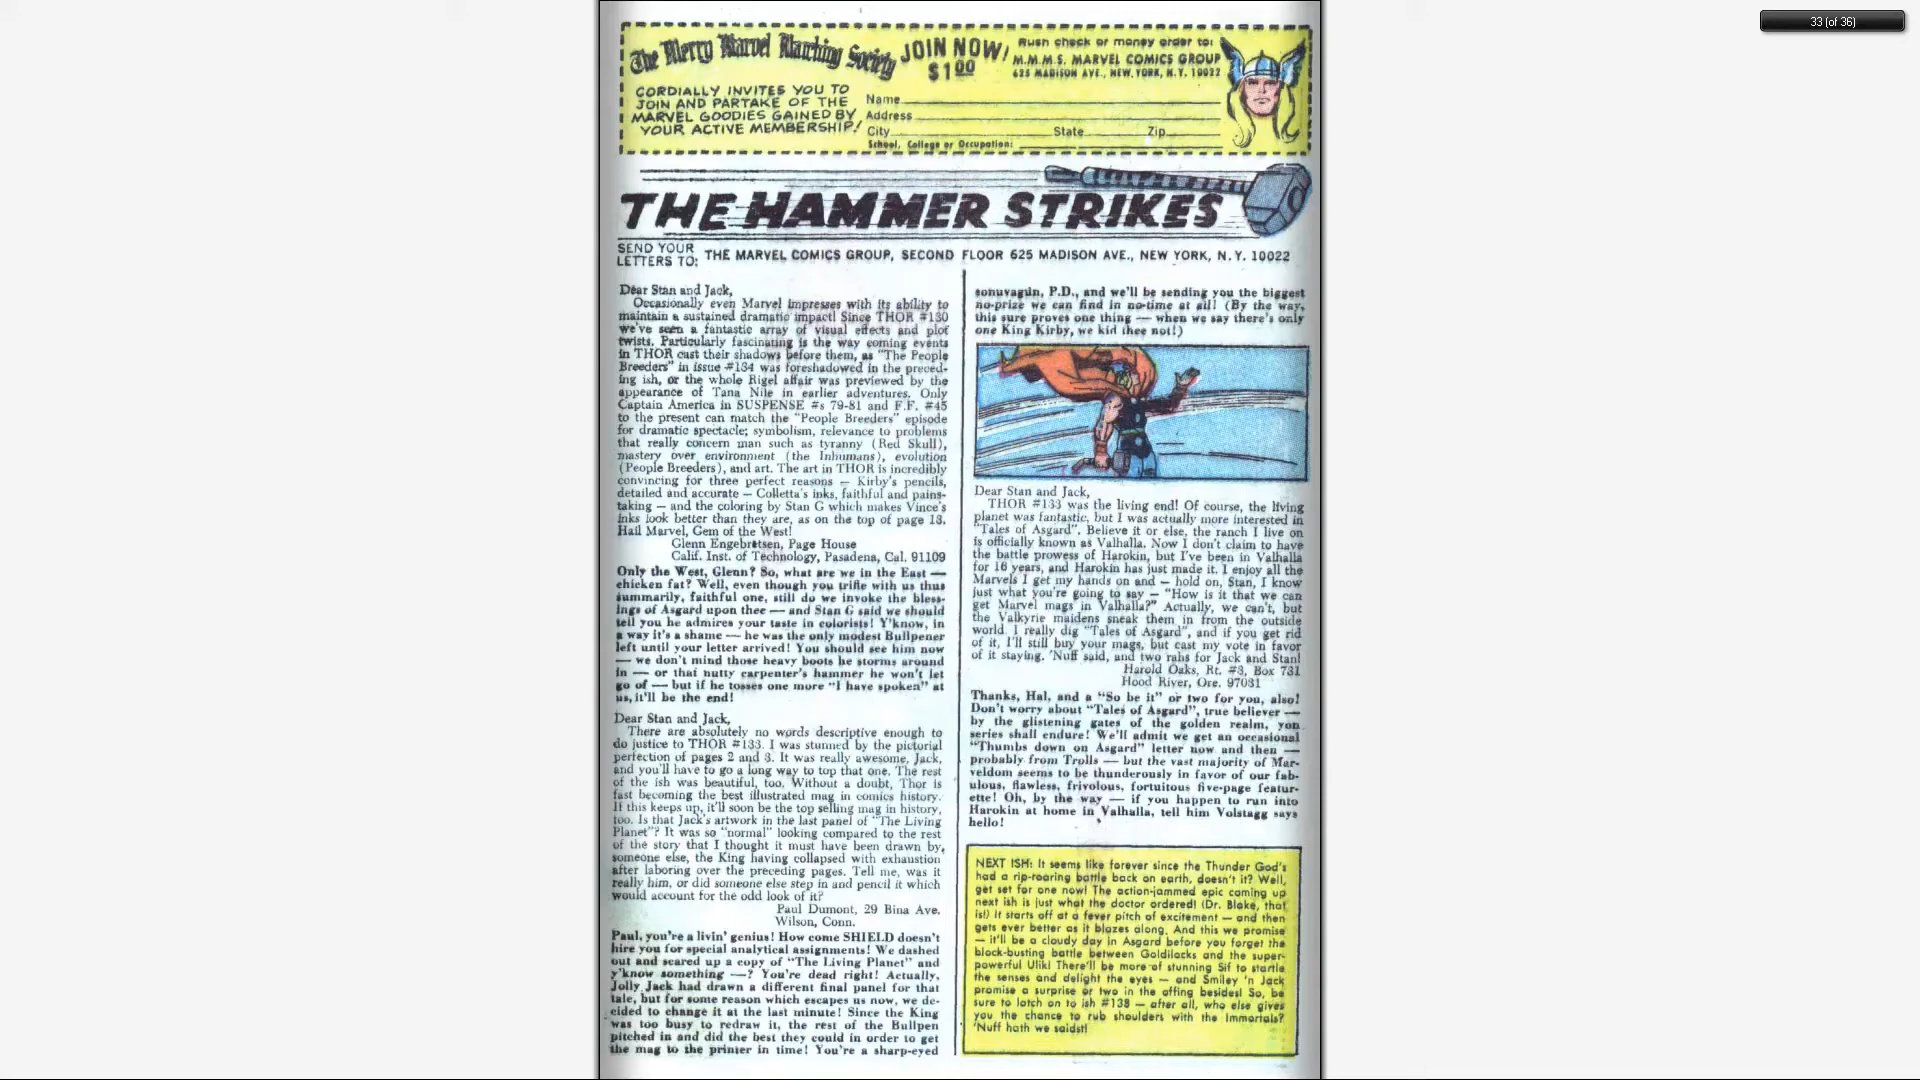 33 (of 36)
The Merry Marvel Marching Society
CORDIALLY INVITES YOU TO
JOIN AND PARTAKE OF THE
MARVEL GOODIES GAINED BY
YOUR ACTIVE MEMBERSHIP!
JOIN NOW!
$1.00
Rush check or money order to:
M.M.M.S. MARVEL COMICS GROUP
625 MADISON AVE., NEW YORK, N.Y. 10022
Name
Address
City State Zip
School, College or Occupation:
THE HAMMER STRIKES
SEND YOUR
LETTERS TO:
THE MARVEL COMICS GROUP, SECOND FLOOR 625 MADISON AVE., NEW YORK, N.Y. 10022
Dear Stan and Jack,
Occasionally even Marvel impresses with its ability to
maintain a sustained dramatic impact! Since THOR #130
we've seen a fantastic array of visual effects and plot
twists. Particularly fascinating is the way coming events
in THOR cast their shadows before them, as "The People
Breeders" in issue #134 was foreshadowed in the preced-
ing ish, or the whole Rigel affair was previewed by the
appearance of Tana Nile in earlier adventures. Only
Captain America in SUSPENSE #s 79-81 and F.F. #45
to the present can match the "People Breeders" episode
for dramatic spectacle; symbolism, relevance to problems
that really concern man such as tyranny (Red Skull),
mastery over environment (the Inhumans), evolution
(People Breeders), and art. The art in THOR is incredibly
convincing for three perfect reasons — Kirby's pencils,
detailed and accurate — Colletta's inks, faithful and pains-
taking — and the coloring by Stan G which makes Vince's
inks look better than they are, as on the top of page 13.
Hail Marvel, Gem of the West!
Glenn Engebretsen, Page House
Calif. Inst. of Technology, Pasadena, Cal. 91109
Only the West, Glenn? So, what are we in the East —
chicken fat? Well, even though you trifle with us thus
summarily, faithful one, still do we invoke the bless-
ings of Asgard upon thee — and Stan G said we should
tell you he admires your taste in colorists! Y'know, in
a way it's a shame — he was the only modest Bullpener
left until your letter arrived! You should see him now
— we don't mind those heavy boots he storms around
in — or that nutty carpenter's hammer he won't let
go of — but if he tosses one more "I have spoken" at
us, it'll be the end!
Dear Stan and Jack,
There are absolutely no words descriptive enough to
do justice to THOR #133. I was stunned by the pictorial
perfection of pages 2 and 3. It was really awesome, Jack,
and you'll have to go a long way to top that one. The rest
of the ish was beautiful, too. Without a doubt, Thor is
fast becoming the best illustrated mag in comics history.
If this keeps up, it'll soon be the top selling mag in history,
too. Is that Jack's artwork in the last panel of "The Living
Planet"? It was so "normal" looking compared to the rest
of the story that I thought it must have been drawn by
someone else, the King having collapsed with exhaustion
after laboring over the preceding pages. Tell me, was it
really him, or did someone else step in and pencil it which
would account for the odd look of it?
Paul Dumont, 29 Bina Ave.
Wilson, Conn.
Paul, you're a livin' genius! How come SHIELD doesn't
hire you for special analytical assignments! We dashed
out and scared up a copy of "The Living Planet" and
y'know something —? You're dead right! Actually,
Jolly Jack had drawn a different final panel for that
tale, but for some reason which escapes us now, we de-
cided to change it at the last minute! Since the King
was too busy to redraw it, the rest of the Bullpen
pitched in and did the best they could in order to get
the mag to the printer in time! You're a sharp-eyed
sonuvagun, P.D., and we'll be sending you the biggest
no-prize we can find in no-time at all! (By the way,
this sure proves one thing — when we say there's only
one King Kirby, we kid thee not!)
Dear Stan and Jack,
THOR #133 was the living end! Of course, the living
planet was fantastic, but I was actually more interested in
"Tales of Asgard". Believe it or else, the ranch I live on
is officially known as Valhalla. Now I don't claim to have
the battle prowess of Harokin, but I've been in Valhalla
for 16 years, and Harokin has just made it. I enjoy all the
Marvels I get my hands on and — hold on, Stan, I know
just what you're going to say — "How is it that we can
get Marvel mags in Valhalla?" Actually, we can't, but
the Valkyrie maidens sneak them in from the outside
world. I really dig "Tales of Asgard", and if you get rid
of it, I'll still buy your mags, but cast my vote in favor
of it staying. 'Nuff said, and two rahs for Jack and Stan!
Harold Oaks, Rt. #3, Box 731
Hood River, Ore. 97031
Thanks, Hal, and a "So be it" or two for you, also!
Don't worry about "Tales of Asgard", true believer —
by the glistening gates of the golden realm, yon
series shall endure! We'll admit we get an occasional
"Thumbs down on Asgard" letter now and then —
probably from Trolls — but the vast majority of Mar-
veldom seems to be thunderously in favor of our fab-
ulous, flawless, frivolous, fortuitous five-page featur-
ette! Oh, by the way — if you happen to run into
Harokin at home in Valhalla, tell him Volstagg says
hello!
NEXT ISH: It seems like forever since the Thunder God's
had a rip-roaring battle back on earth, doesn't it? Well,
get set for one now! The action-jammed epic coming up
next ish is just what the doctor ordered! (Dr. Blake, that
is!) It starts off at a fever pitch of excitement — and then
gets ever better as it blazes along. And this we promise
— it'll be a cloudy day in Asgard before you forget the
block-busting battle between Goldilocks and the super-
powerful Ulik! There'll be more of stunning Sif to startle
the senses and delight the eyes — and Smiley 'n Jack
promise a surprise or two in the offing besides! So, be
sure to latch on to ish #138 — after all, who else gives
you the chance to rub shoulders with the Immortals?
'Nuff hath we saidst!